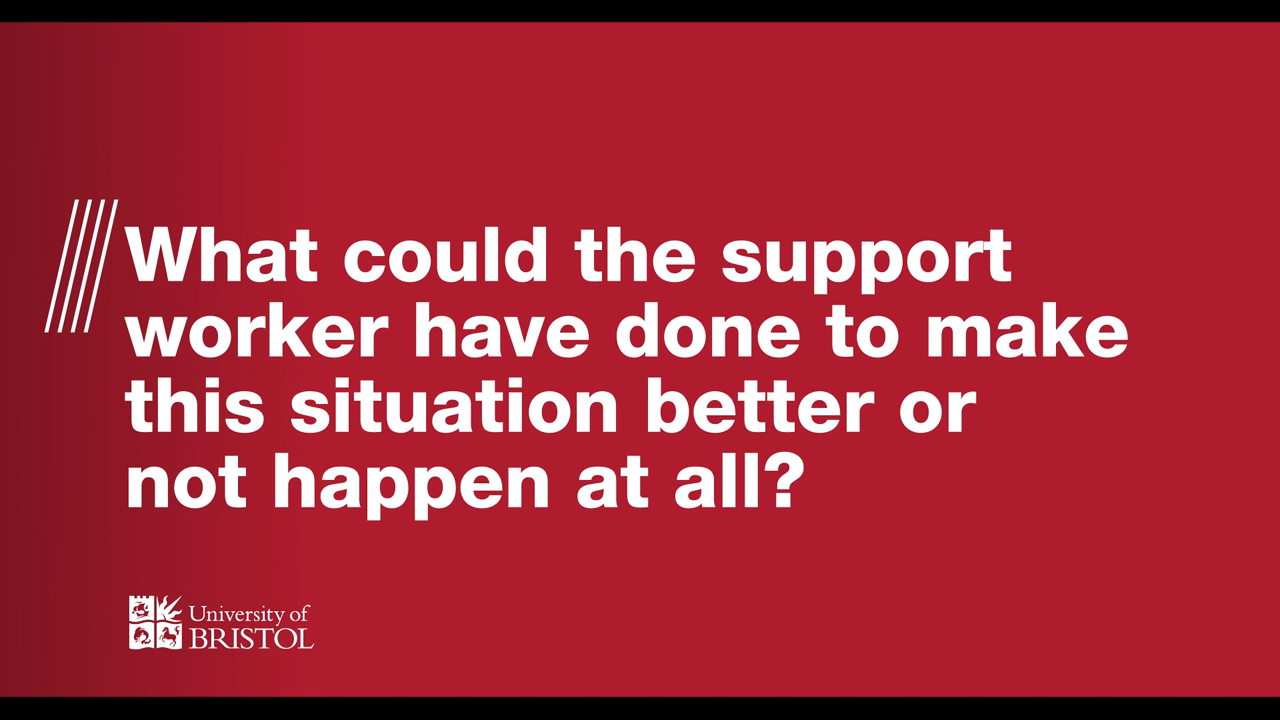 What could the support
worker have done to make
this situation better or
not happen at all?
University of
BRISTOL